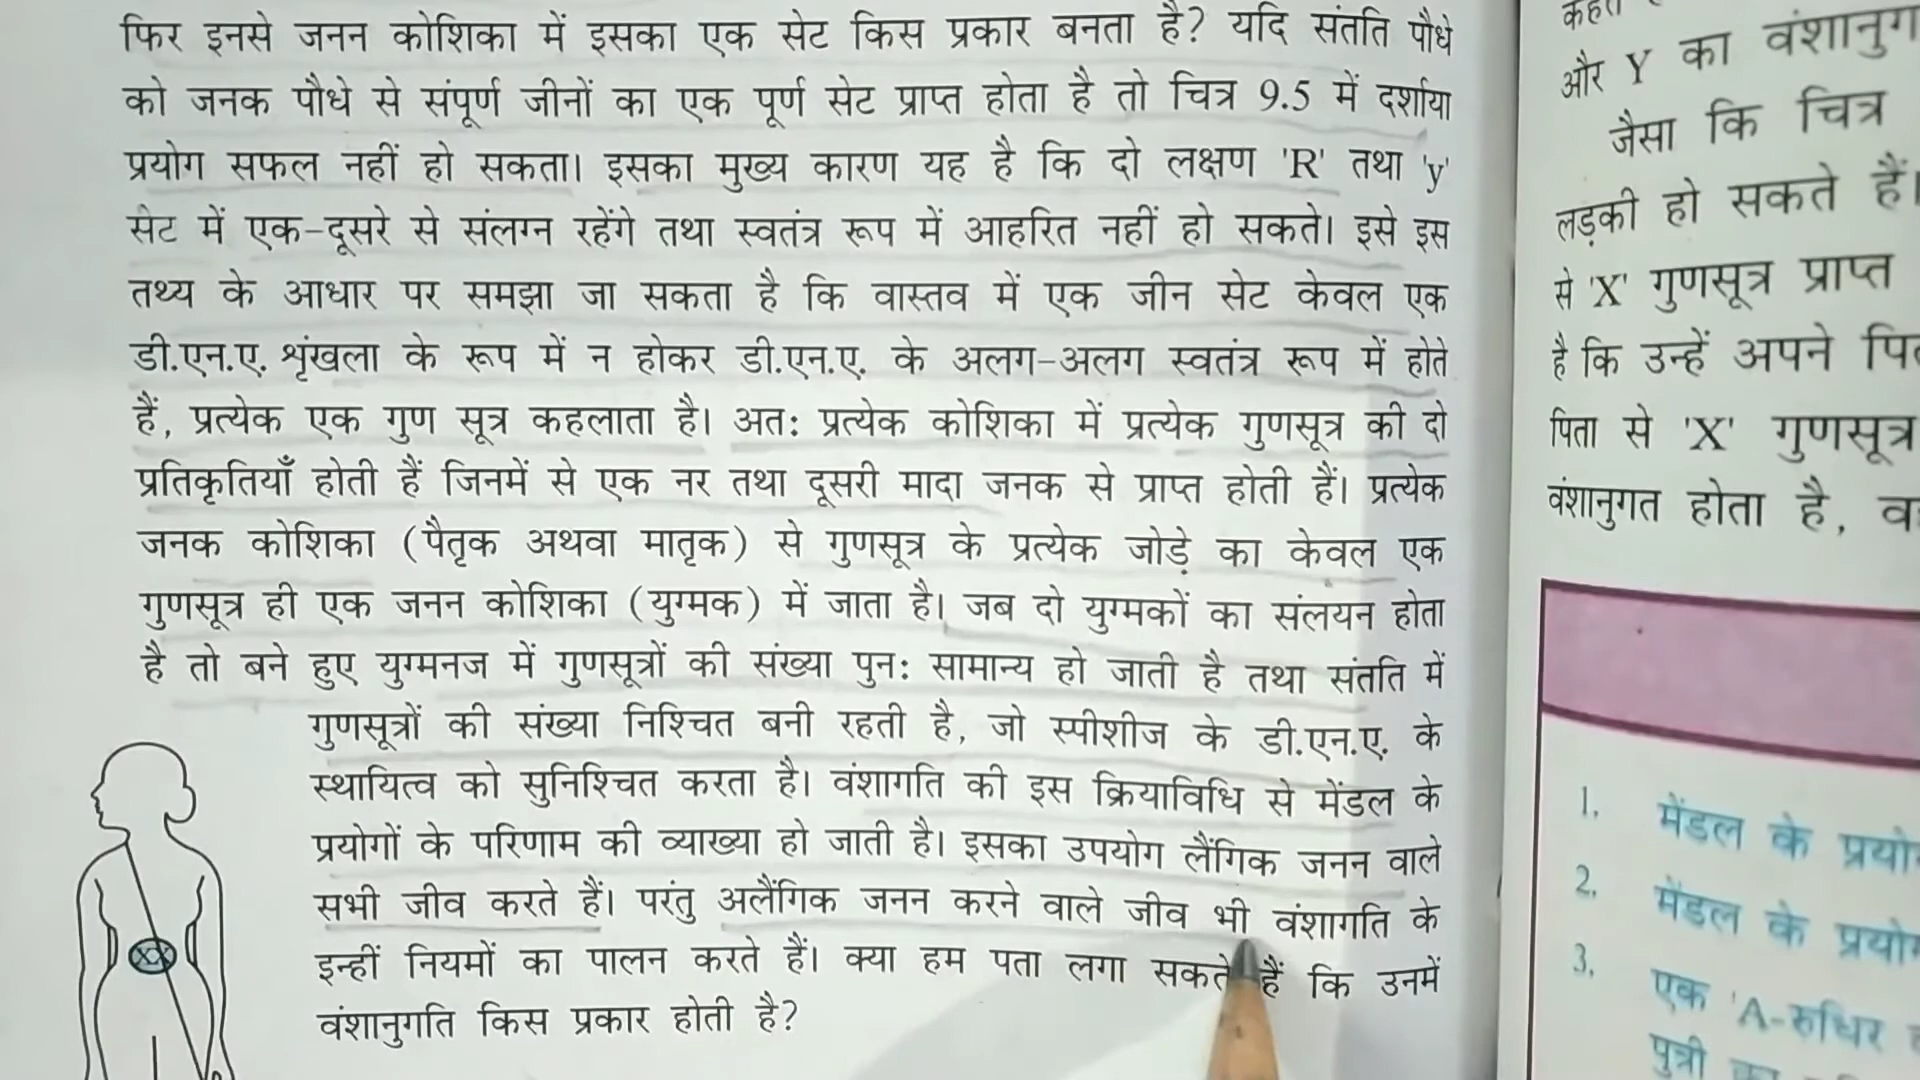 फिर इनसे जनन कोशिका में इसका एक सेट किस प्रकार बनता है? यदि संतति पौधे
को जनक पौधे से संपूर्ण जीनों का एक पूर्ण सेट प्राप्त होता है तो चित्र 9.5 में दर्शाया
प्रयोग सफल नहीं हो सकता। इसका मुख्य कारण यह है कि दो लक्षण 'R' तथा 'y'
सेट में एक-दूसरे से संलग्न रहेंगे तथा स्वतंत्र रूप में आहरित नहीं हो सकते। इसे इस
तथ्य के आधार पर समझा जा सकता है कि वास्तव में एक जीन सेट केवल एक
डी.एन.ए. शृंखला के रूप में न होकर डी.एन.ए. के अलग-अलग स्वतंत्र रूप में होते
हैं, प्रत्येक एक गुण सूत्र कहलाता है। अतः प्रत्येक कोशिका में प्रत्येक गुणसूत्र की दो
प्रतिकृतियाँ होती हैं जिनमें से एक नर तथा दूसरी मादा जनक से प्राप्त होती हैं। प्रत्येक
जनक कोशिका (पैतृक अथवा मातृक) से गुणसूत्र के प्रत्येक जोड़े का केवल एक
गुणसूत्र ही एक जनन कोशिका (युग्मक) में जाता है। जब दो युग्मकों का संलयन होता
है तो बने हुए युग्मनज में गुणसूत्रों की संख्या पुनः सामान्य हो जाती है तथा संतति में
गुणसूत्रों की संख्या निश्चित बनी रहती है, जो स्पीशीज के डी.एन.ए. के
स्थायित्व को सुनिश्चित करता है। वंशागति की इस क्रियाविधि से मेंडल के
प्रयोगों के परिणाम की व्याख्या हो जाती है। इसका उपयोग लैंगिक जनन वाले
सभी जीव करते हैं। परंतु अलैंगिक जनन करने वाले जीव भी वंशागति के
इन्हीं नियमों का पालन करते हैं। क्या हम पता लगा सकते हैं कि उनमें
वंशानुगति किस प्रकार होती है?
और Y का
जैसा कि चित्र
लड़की हो सकते हैं।
से 'X' गुणसूत्र प्राप्त
है कि उन्हें अपने
पिता से 'X' गुणसूत्र
वंशानुगत होता है,
1. मेंडल के
2. मेंडल के
3. एक 'A-रुधिर
पुत्री